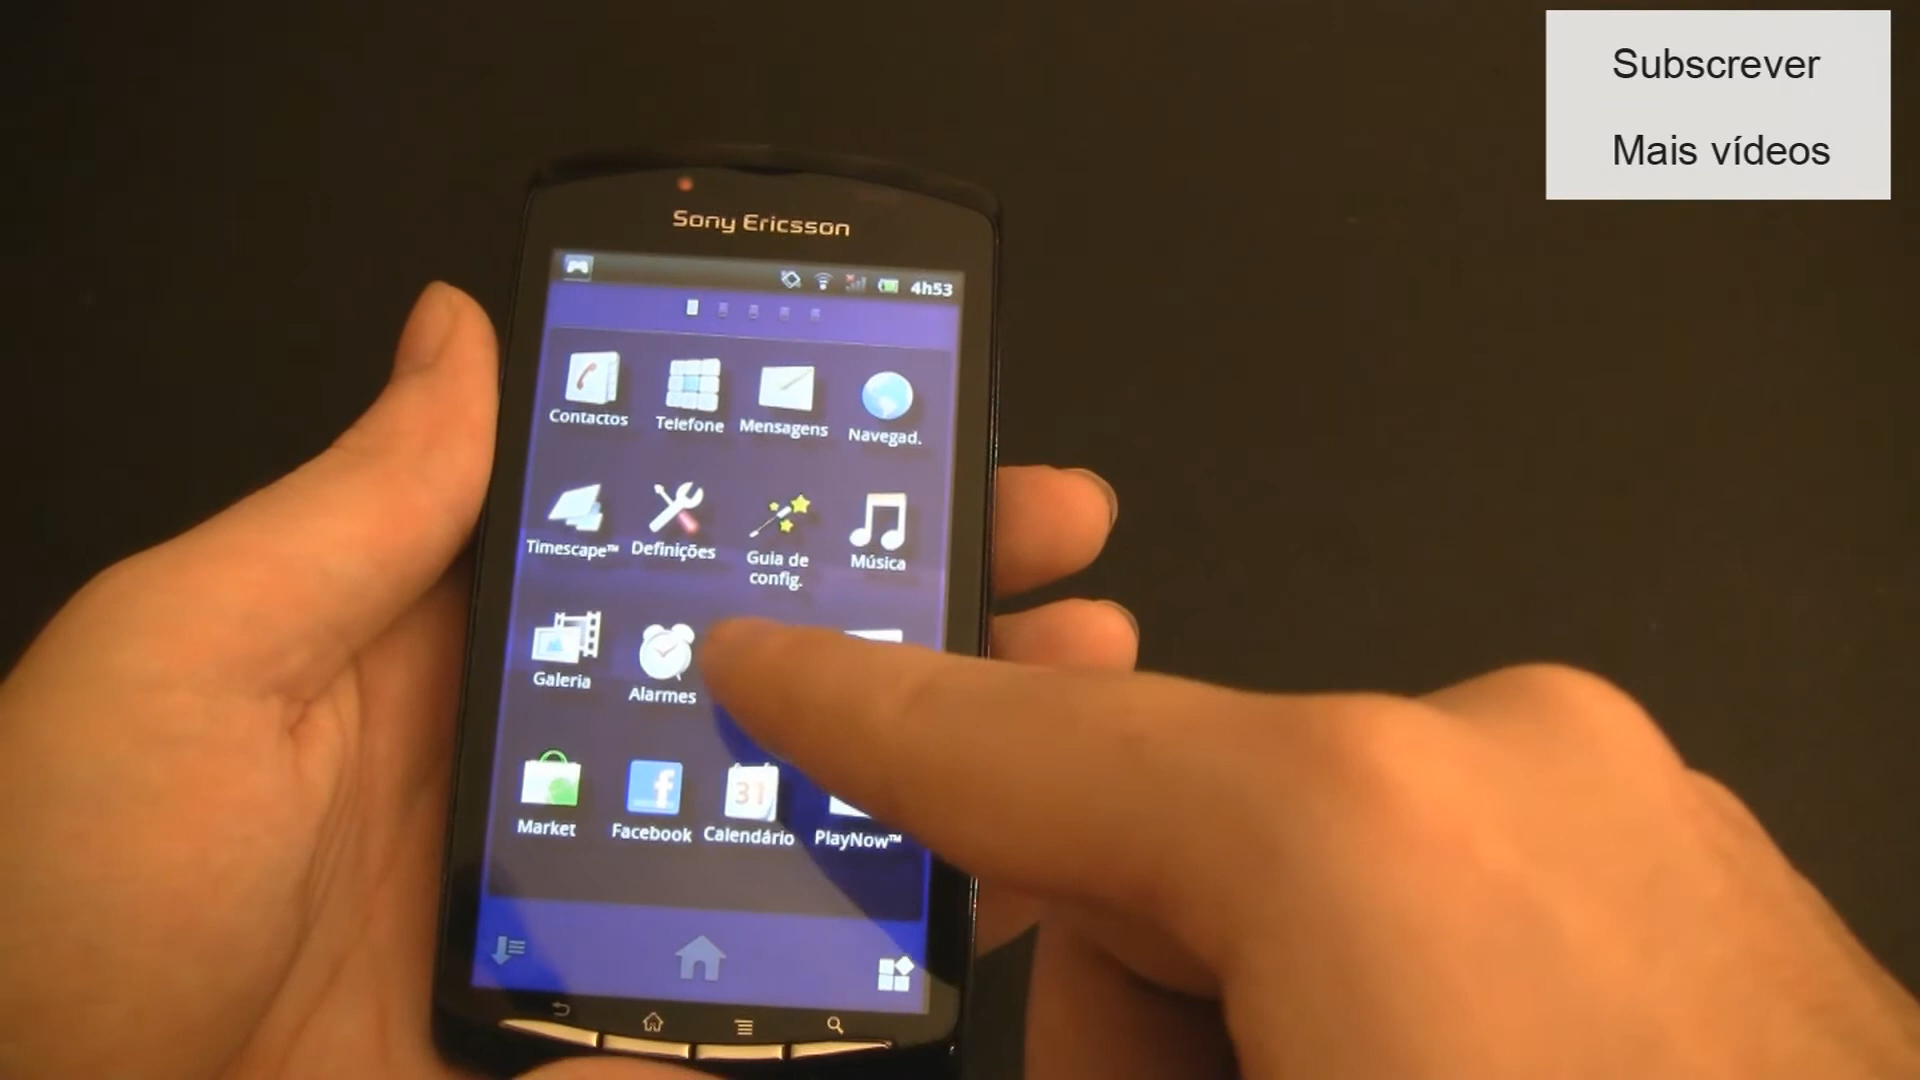 Subscrever
Mais vídeos
Sony Ericsson
4h53
Contactos
Telefone
Mensagens
Navegad.
Timescape™
Definições
Guia de
config.
Música
Galeria
Alarmes
Market
Facebook
31
Calendário
PlayNow™